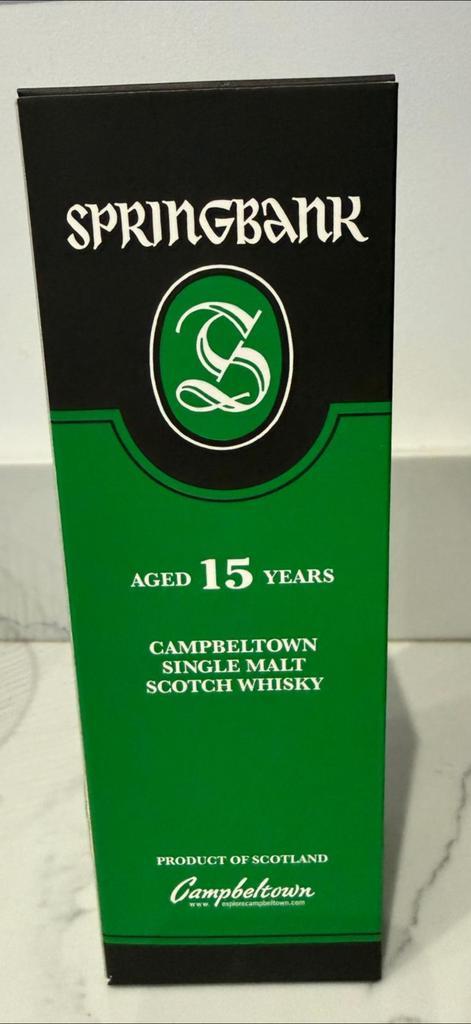 SPRINGBANK
S
AGED 15 YEARS
CAMPBELTOWN
SINGLE MALT
SCOTCH WHISKY
PRODUCT OF SCOTLAND
Campbeltown
www. explorecampbeltown.com